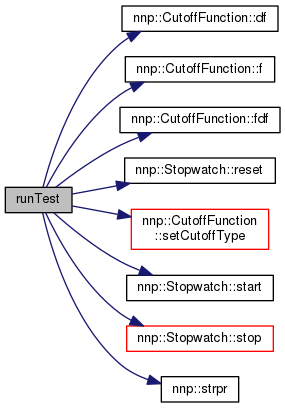 nnp::CutoffFunction::df
nnp::CutoffFunction::f
nnp::CutoffFunction::fdf
nnp::Stopwatch::reset
runTest
nnp::CutoffFunction
::setCutoffType
nnp::Stopwatch::start
nnp::Stopwatch::stop
nnp::strpr